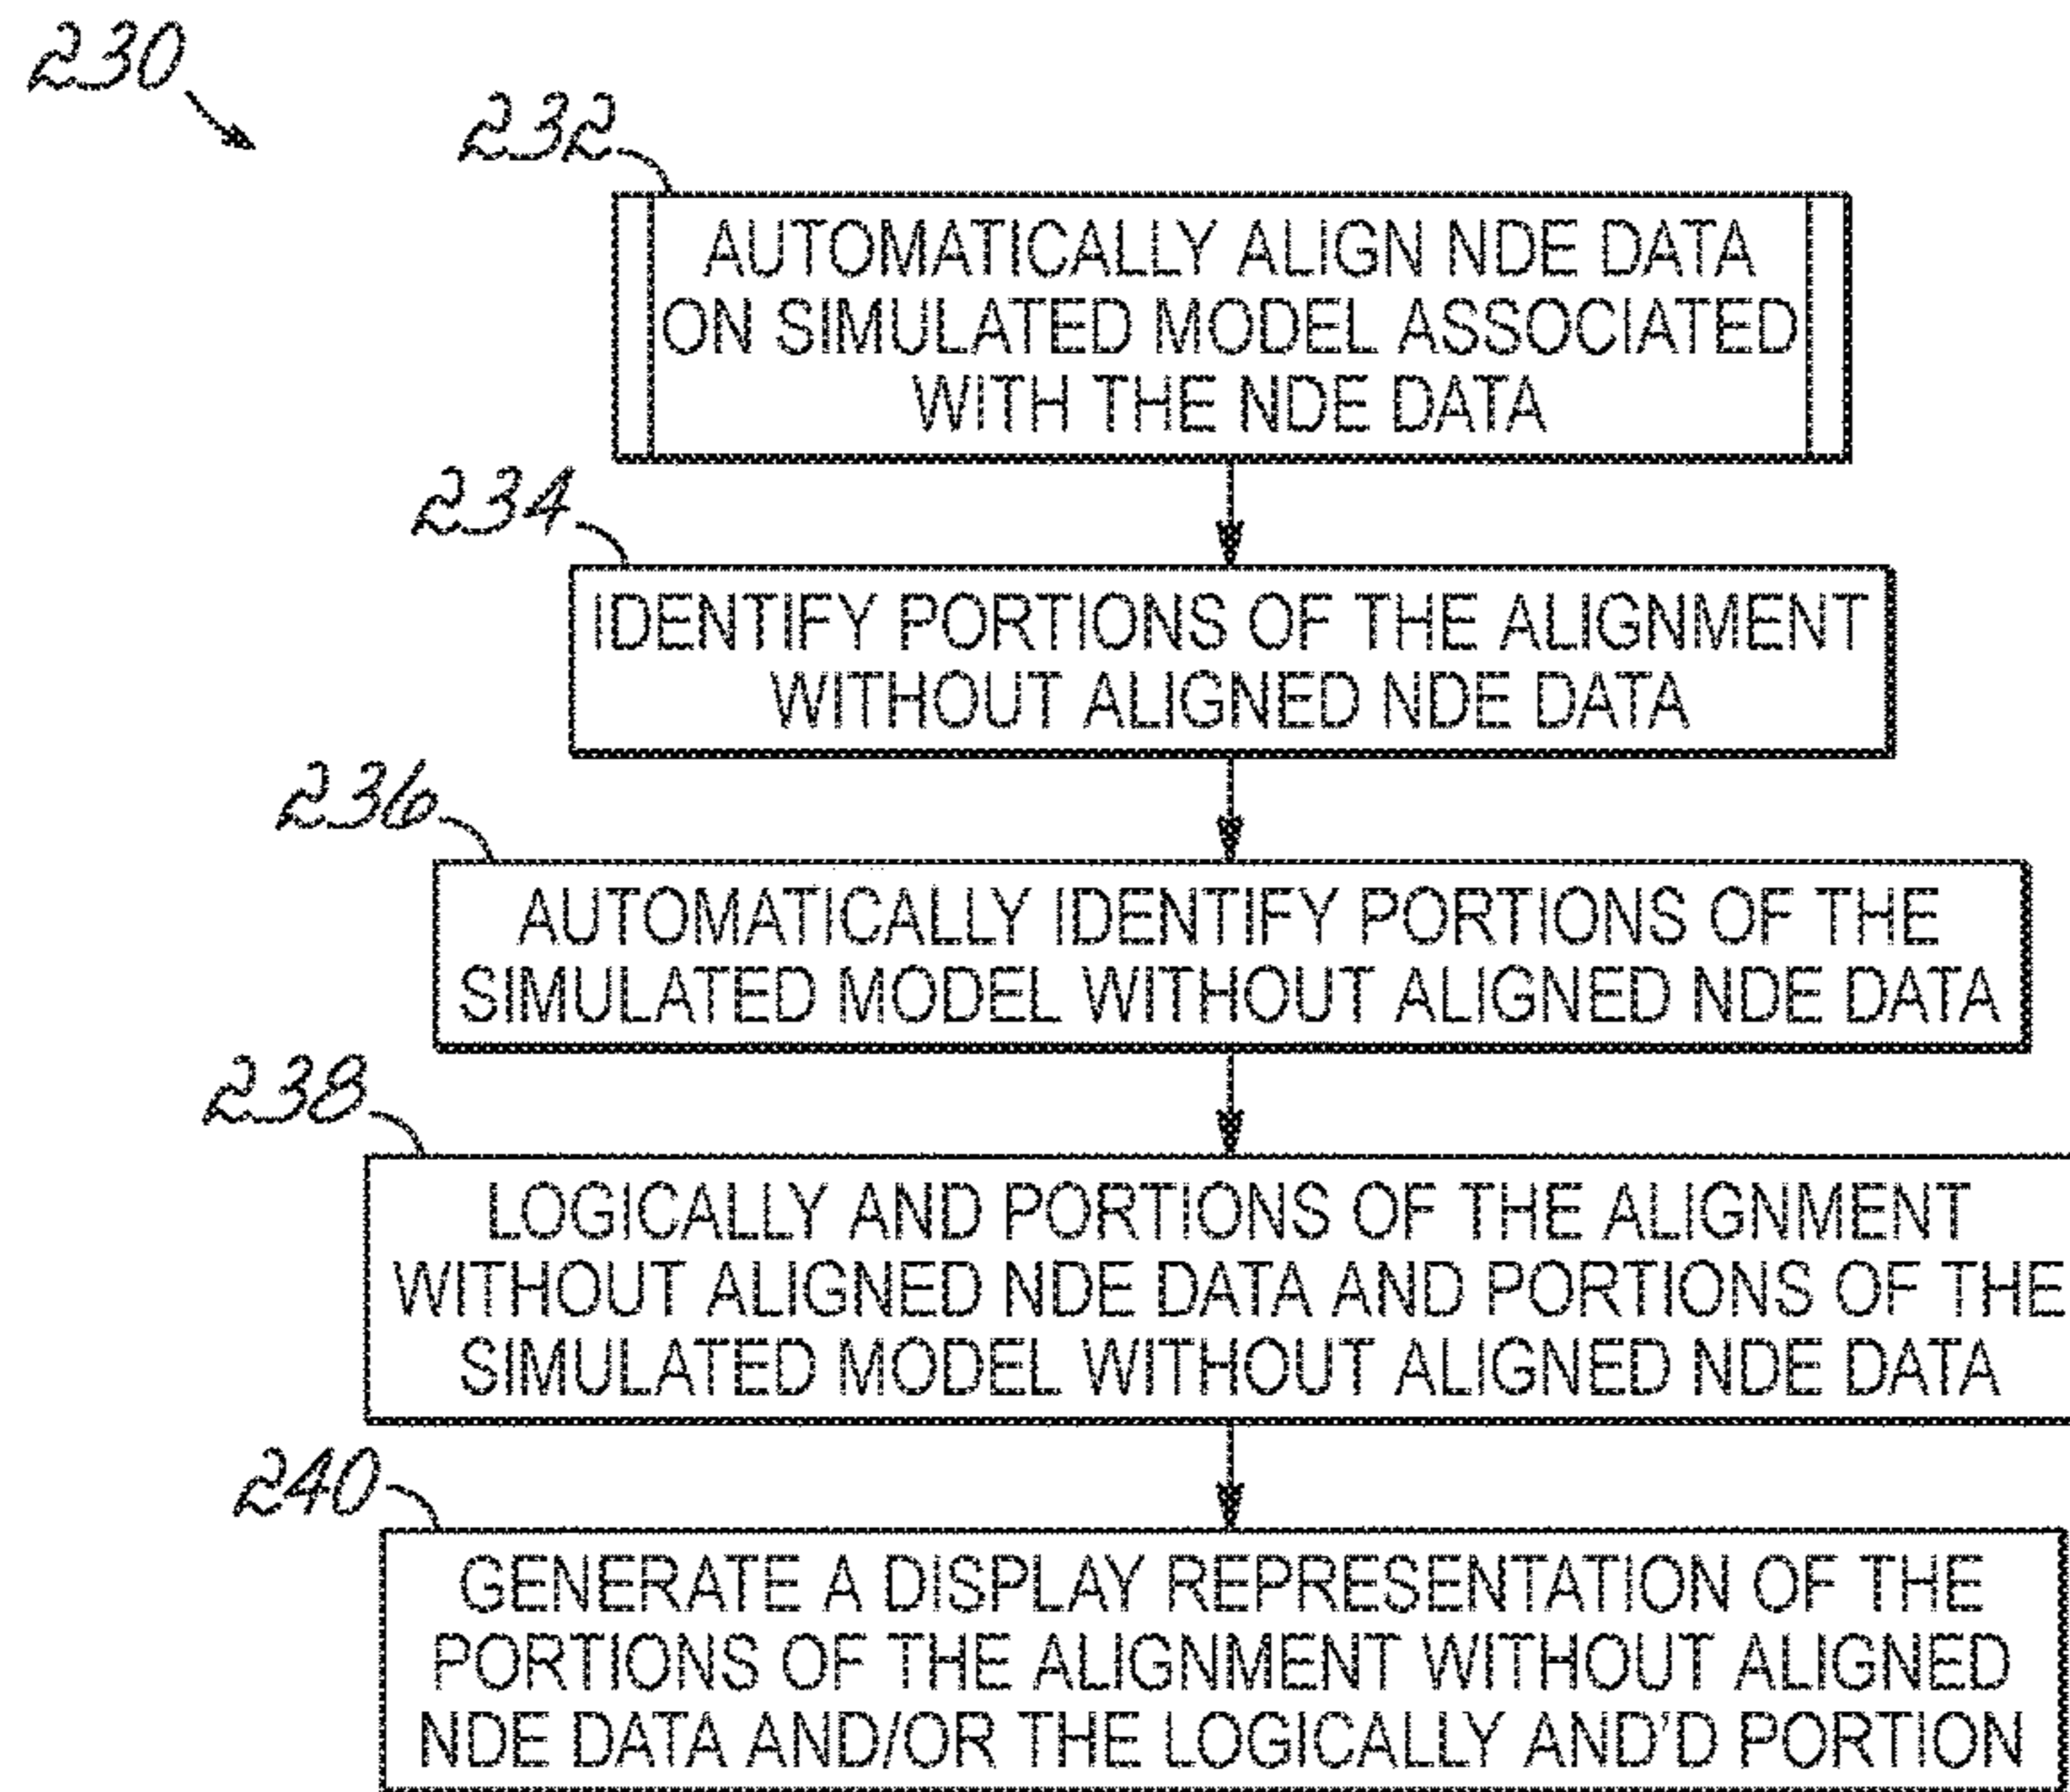 230
232
AUTOMATICALLY ALIGN NDE DATA
ON SIMULATED MODEL ASSOCIATED
WITH THE NDE DATA
234
IDENTIFY PORTIONS OF THE ALIGNMENT
WITHOUT ALIGNED NDE DATA
236
AUTOMATICALLY IDENTIFY PORTIONS OF THE
SIMULATED MODEL WITHOUT ALIGNED NDE DATA
238
LOGICALLY AND PORTIONS OF THE ALIGNMENT
WITHOUT ALIGNED NDE DATA AND PORTIONS OF THE
SIMULATED MODEL WITHOUT ALIGNED NDE DATA
240
GENERATE A DISPLAY REPRESENTATION OF THE
PORTIONS OF THE ALIGNMENT WITHOUT ALIGNED
NDE DATA AND/OR THE LOGICALLY AND'D PORTION